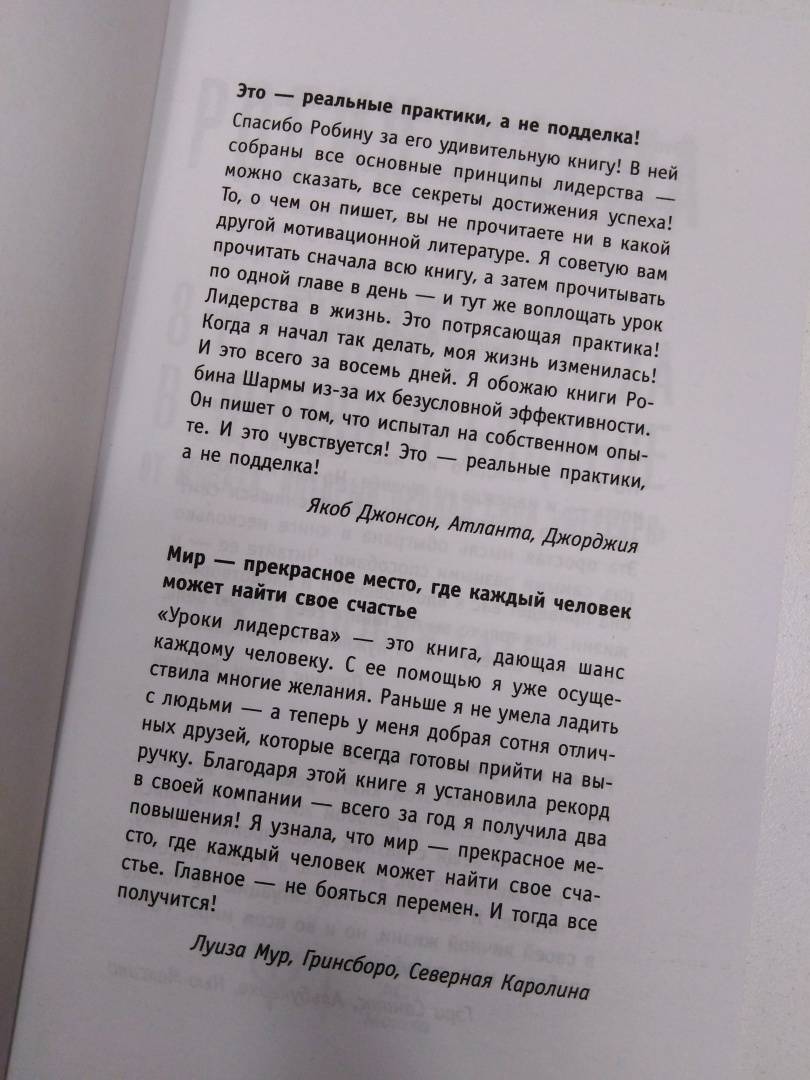 Это — реальные практики, а не подделка!
Спасибо Робину за его удивительную книгу! В ней
собраны все основные принципы лидерства —
можно сказать, все секреты достижения успеха!
То, о чем он пишет, вы не прочитаете ни в какой
другой мотивационной литературе. Я советую вам
прочитать сначала всю книгу, а затем прочитывать
по одной главе в день — и тут же воплощать урок
Лидерства в жизнь. Это потрясающая практика!
Когда я начал так делать, моя жизнь изменилась!
И это всего за восемь дней. Я обожаю книги Ро-
бина Шармы из-за их безусловной эффективности.
Он пишет о том, что испытал на собственном опы-
те. И это чувствуется! Это — реальные практики,
а не подделка!
Якоб Джонсон, Атланта, Джорджия
Мир — прекрасное место, где каждый человек
может найти свое счастье
«Уроки лидерства» — это книга, дающая шанс
каждому человеку. С ее помощью я уже осуще-
ствила многие желания. Раньше я не умела ладить
с людьми — а теперь у меня добрая сотня отлич-
ных друзей, которые всегда готовы прийти на вы-
ручку. Благодаря этой книге я установила рекорд
в своей компании — всего за год я получила два
повышения! Я узнала, что мир — прекрасное ме-
сто, где каждый человек может найти свое сча-
стье. Главное — не бояться перемен. И тогда все
получится!
Луиза Мур, Гринсборо, Северная Каролина